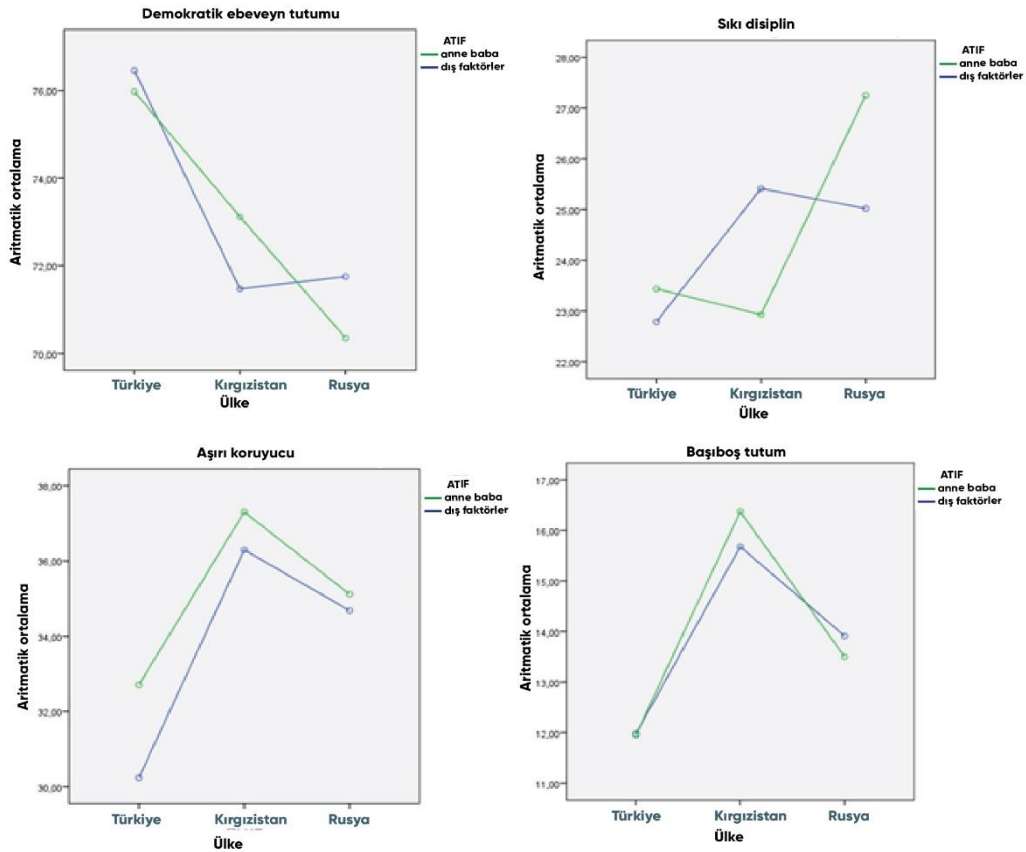 Demokratik ebeveyn tutumu
ATIF
anne baba
dış faktörler
Aritmatik ortalama
76,00
74,00
72,00
70,00
Türkiye Kırgızistan Rusya
Ülke
Sıkı disiplin
ATIF
anne baba
dış faktörler
Aritmatik ortalama
28,00
27,00
26,00
25,00
24,00
23,00
22,00
Türkiye Kırgızistan Rusya
Ülke
Aşırı koruyucu
ATIF
anne baba
dış faktörler
Aritmatik ortalama
38,00
36,00
34,00
32,00
30,00
Türkiye Kırgızistan Rusya
Ülke
Başıboş tutum
ATIF
anne baba
dış faktörler
Aritmatik ortalama
17,00
16,00
15,00
14,00
13,00
12,00
11,00
Türkiye Kırgızistan Rusya
Ülke